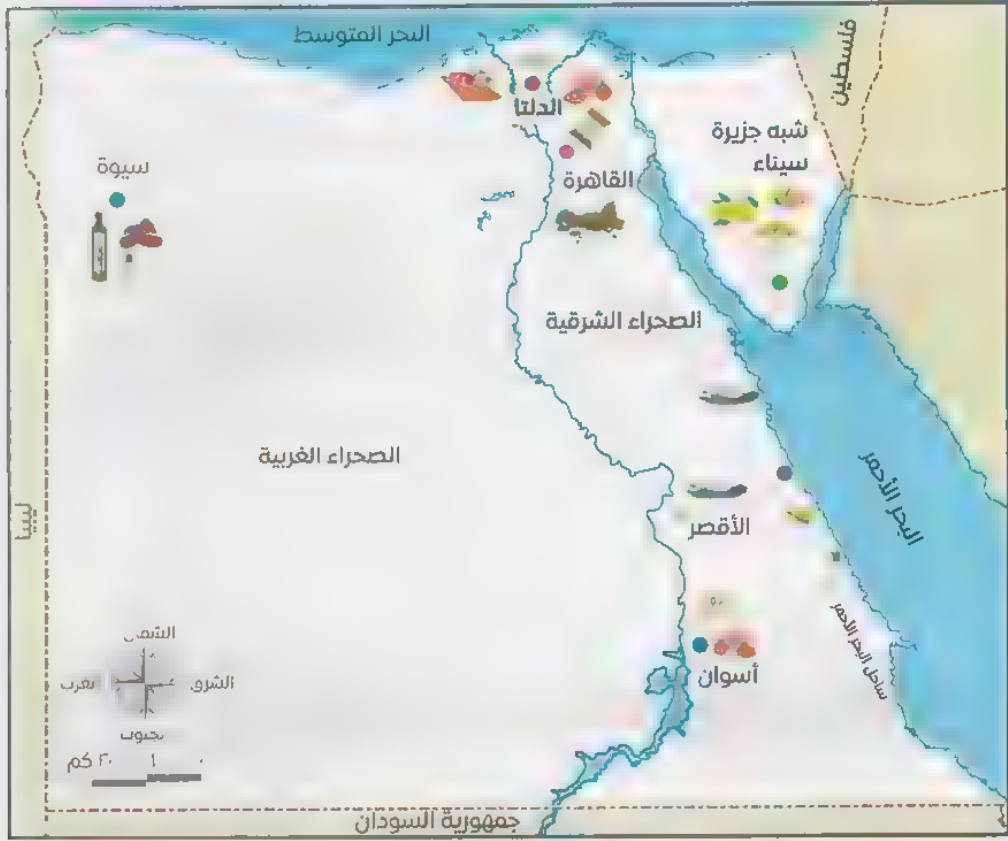 البحر المتوسط
فلسطين
الدلتا
شبه جزيرة
سيناء
سيوة
القاهرة
الصحراء الشرقية
الصحراء الغربية
البحر الأحمر
ليبيا
الأقصر
ساحل البحر الأحمر
أسوان
الشرق
كم
جمهورية السودان